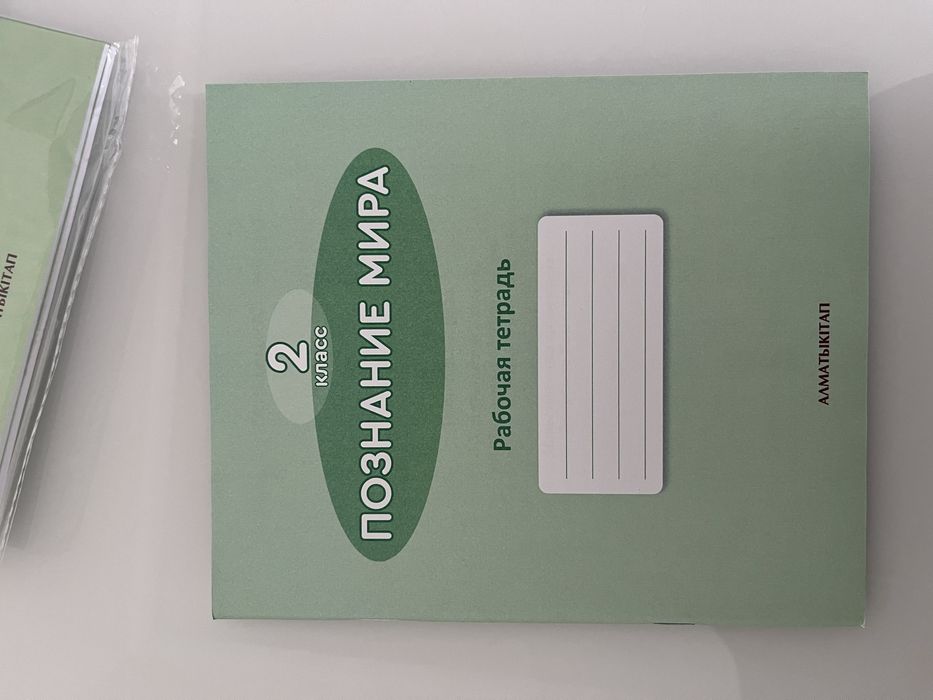 2
класс
ПОЗНАНИЕ МИРА
Рабочая тетрадь
АЛМАТЫКІТАП